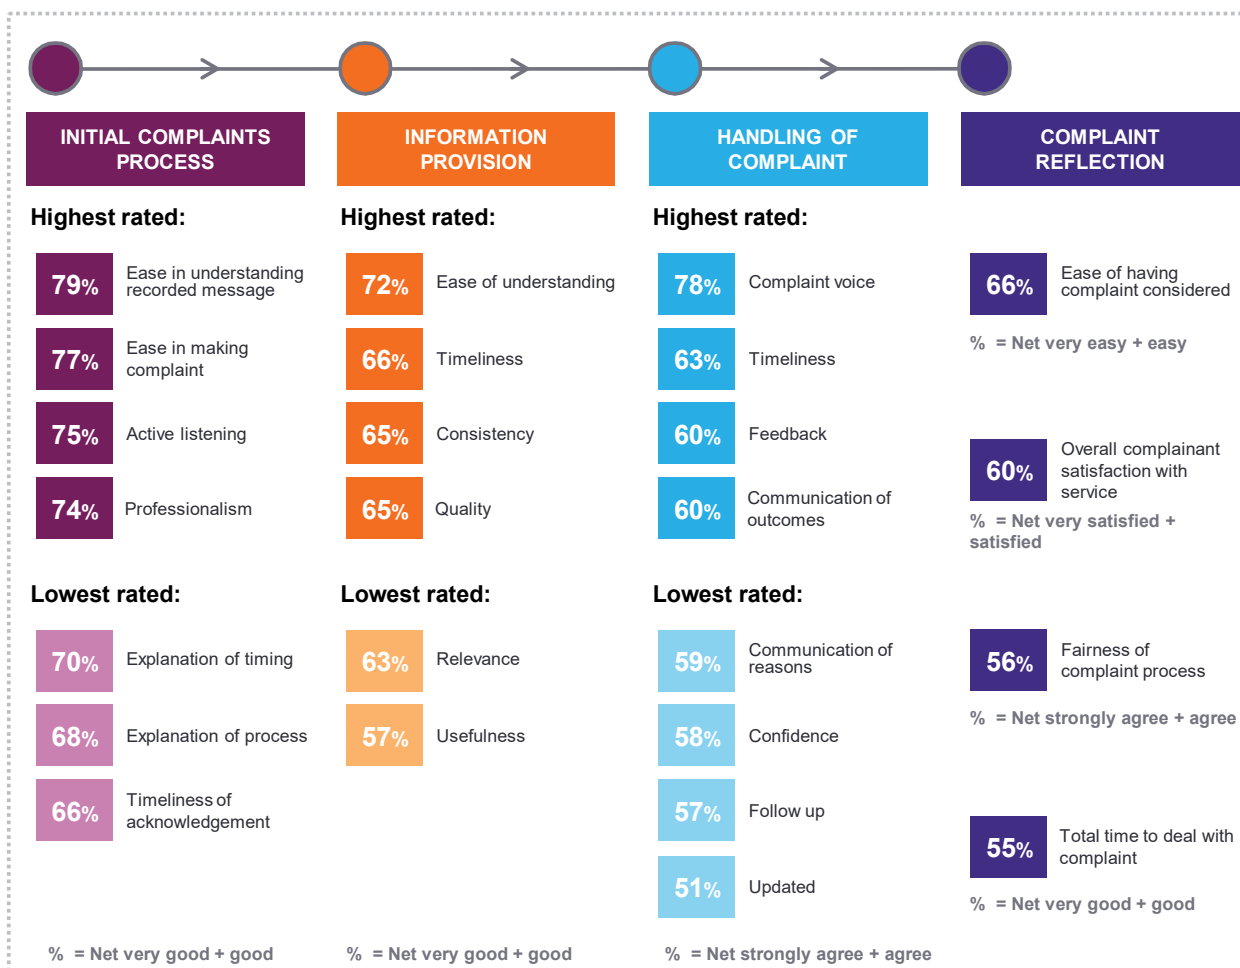 INITIAL COMPLAINTS
PROCESS
Highest rated:
79%
Ease in understanding
recorded message
77%
Ease in making
complaint
75%
Active listening
74%
Professionalism
Lowest rated:
70%
Explanation of timing
68%
Explanation of process
66%
Timeliness of
acknowledgement
% = Net very good + good
INFORMATION
PROVISION
Highest rated:
72%
Ease of understanding
66%
Timeliness
65%
Consistency
65%
Quality
Lowest rated:
63%
Relevance
57%
Usefulness
% = Net very good + good
HANDLING OF
COMPLAINT
Highest rated:
78%
Complaint voice
63%
Timeliness
60%
Feedback
60%
Communication of
outcomes
Lowest rated:
59%
Communication of
reasons
58%
Confidence
57%
Follow up
51%
Updated
% = Net strongly agree + agree
COMPLAINT
REFLECTION
66%
Ease of having
complaint considered
% = Net very easy + easy
60%
Overall complainant
satisfaction with
service
% = Net very satisfied +
satisfied
56%
Fairness of
complaint process
% = Net strongly agree + agree
55%
Total time to deal with
complaint
% = Net very good + good